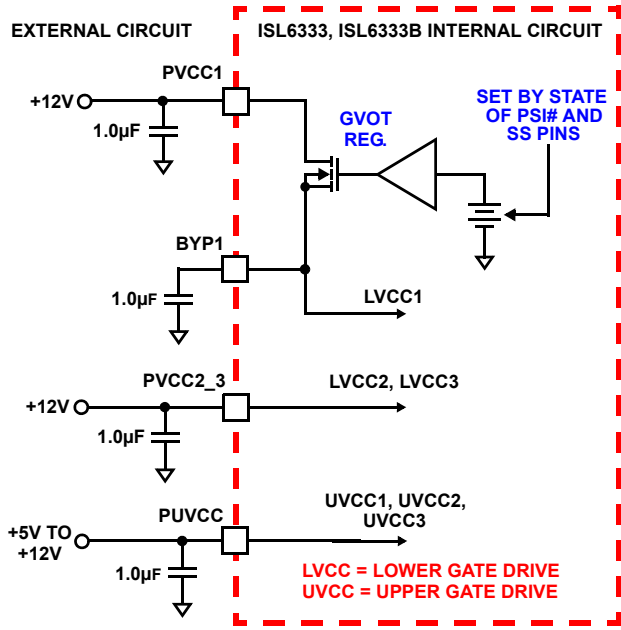 EXTERNAL CIRCUIT
ISL6333, ISL6333B INTERNAL CIRCUIT
PVCC1
+12V
1.0µF
GVOT
REG.
SET BY STATE
OF PSI# AND
SS PINS
BYP1
1.0µF
LVCC1
PVCC2_3
+12V
1.0µF
LVCC2, LVCC3
PUVCC
+5V TO
+12V
1.0µF
UVCC1, UVCC2,
UVCC3
LVCC = LOWER GATE DRIVE
UVCC = UPPER GATE DRIVE